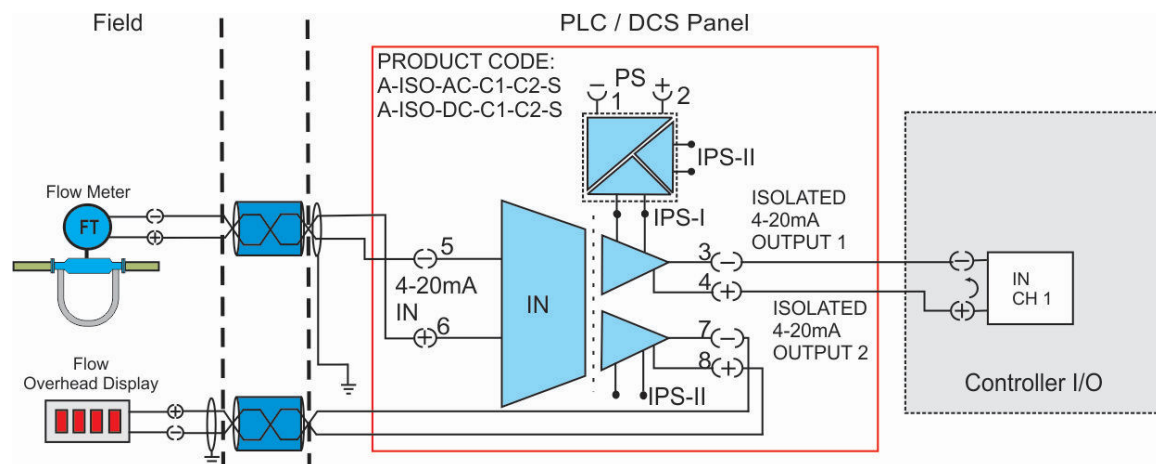 Field
PLC / DCS Panel
PRODUCT CODE:
A-ISO-AC-C1-C2-S
A-ISO-DC-C1-C2-S
− PS +
1 2
IPS-II
IPS-I
Flow Meter
FT
−
+
− 5
4-20mA
IN
+ 6
IN
ISOLATED
4-20mA
OUTPUT 1
3 −
4 +
ISOLATED
4-20mA
OUTPUT 2
7 −
8 +
IPS-II
−
+
IN
CH 1
Controller I/O
Flow
Overhead Display
+
−